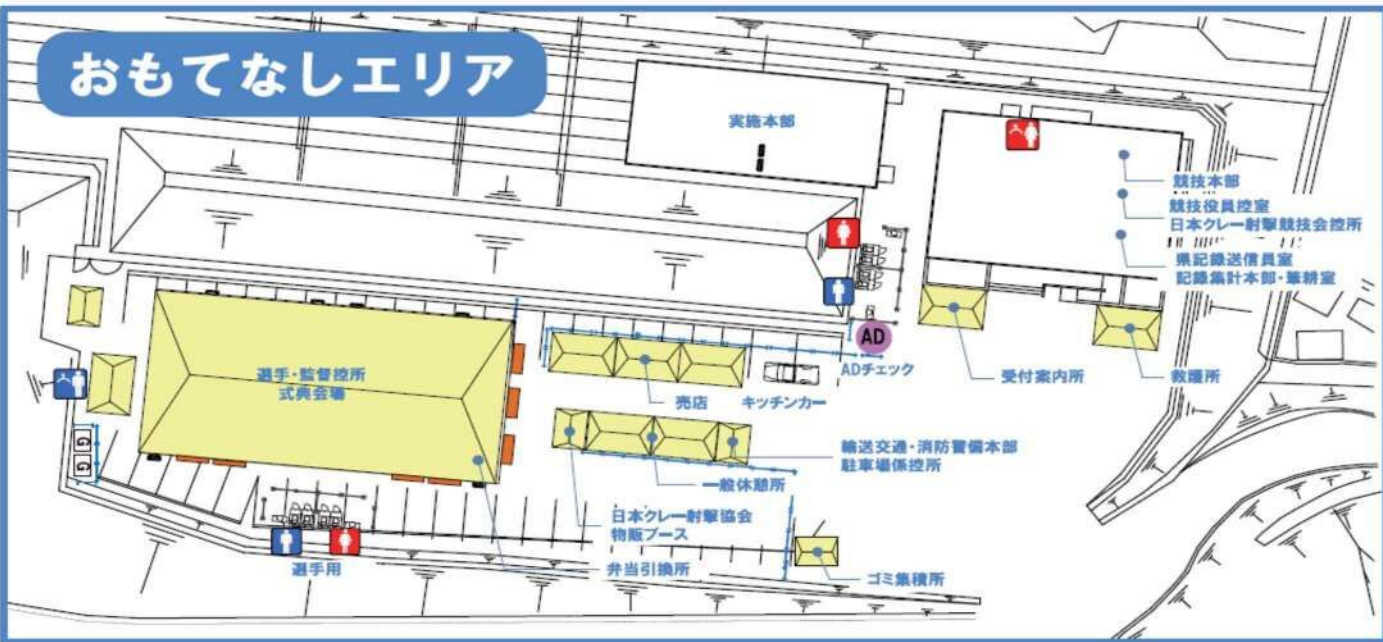 おもてなしエリア
実施本部
競技本部
競技役員控室
日本クレー射撃競技会控所
県記録送信員室
記録集計本部・筆耕室
選手・監督控所
式典会場
AD
ADチェック
受付案内所
救護所
売店
キッチンカー
輸送交通・消防警備本部
駐車場係控所
一般休憩所
日本クレー射撃協会
物販ブース
G
G
選手用
弁当引換所
ゴミ集積所